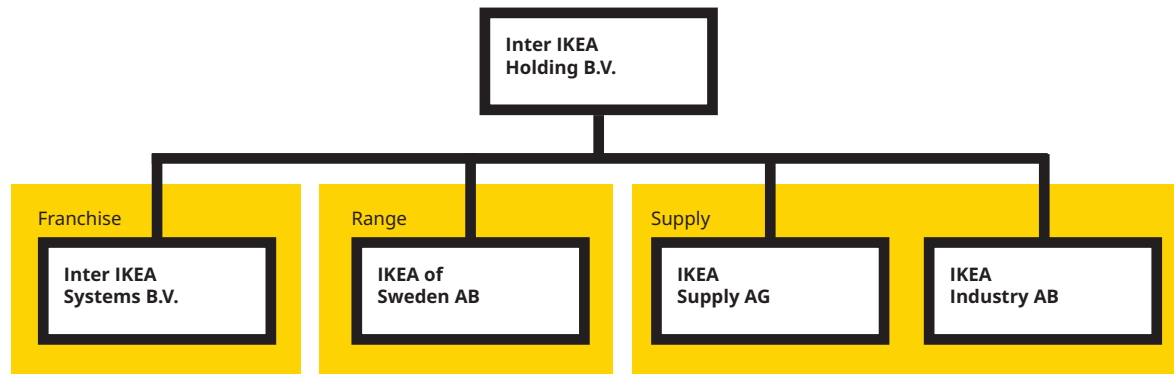 Inter IKEA
Holding B.V.
Franchise
Range
Supply
Inter IKEA
Systems B.V.
IKEA of
Sweden AB
IKEA
Supply AG
IKEA
Industry AB